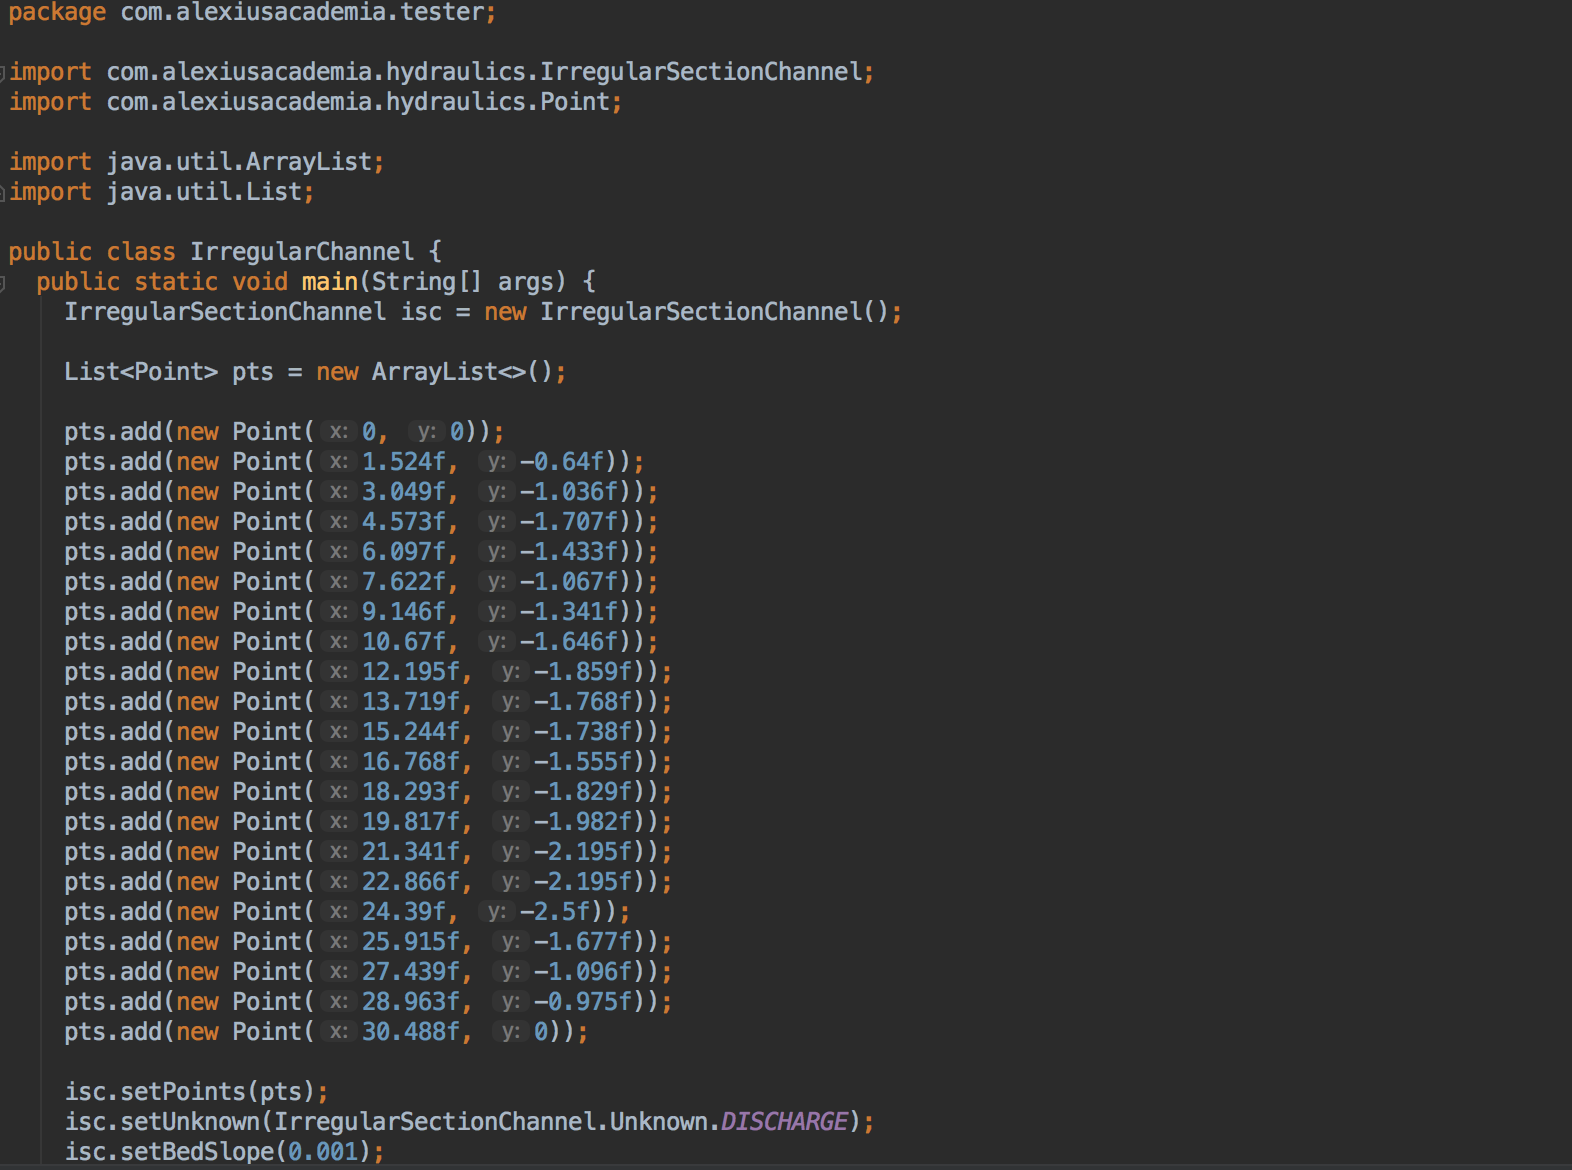 package com.alexiusacademia.tester;
import com.alexiusacademia.hydraulics.IrregularSectionChannel;
import com.alexiusacademia.hydraulics.Point;
import java.util.ArrayList;
import java.util.List;
public class IrregularChannel {
public static void main(String[] args) {
IrregularSectionChannel isc = new IrregularSectionChannel();
List<Point> pts = new ArrayList<>();
pts.add(new Point( x: 0, y: 0));
pts.add(new Point( x: 1.524f, y: -0.64f));
pts.add(new Point( x: 3.049f, y: -1.036f));
pts.add(new Point( x: 4.573f, y: -1.707f));
pts.add(new Point( x: 6.097f, y: -1.433f));
pts.add(new Point( x: 7.622f, y: -1.067f));
pts.add(new Point( x: 9.146f, y: -1.341f));
pts.add(new Point( x: 10.67f, y: -1.646f));
pts.add(new Point( x: 12.195f, y: -1.859f));
pts.add(new Point( x: 13.719f, y: -1.768f));
pts.add(new Point( x: 15.244f, y: -1.738f));
pts.add(new Point( x: 16.768f, y: -1.555f));
pts.add(new Point( x: 18.293f, y: -1.829f));
pts.add(new Point( x: 19.817f, y: -1.982f));
pts.add(new Point( x: 21.341f, y: -2.195f));
pts.add(new Point( x: 22.866f, y: -2.195f));
pts.add(new Point( x: 24.39f, y: -2.5f));
pts.add(new Point( x: 25.915f, y: -1.677f));
pts.add(new Point( x: 27.439f, y: -1.096f));
pts.add(new Point( x: 28.963f, y: -0.975f));
pts.add(new Point( x: 30.488f, y: 0));
isc.setPoints(pts);
isc.setUnknown(IrregularSectionChannel.Unknown.DISCHARGE);
isc.setBedSlope(0.001);